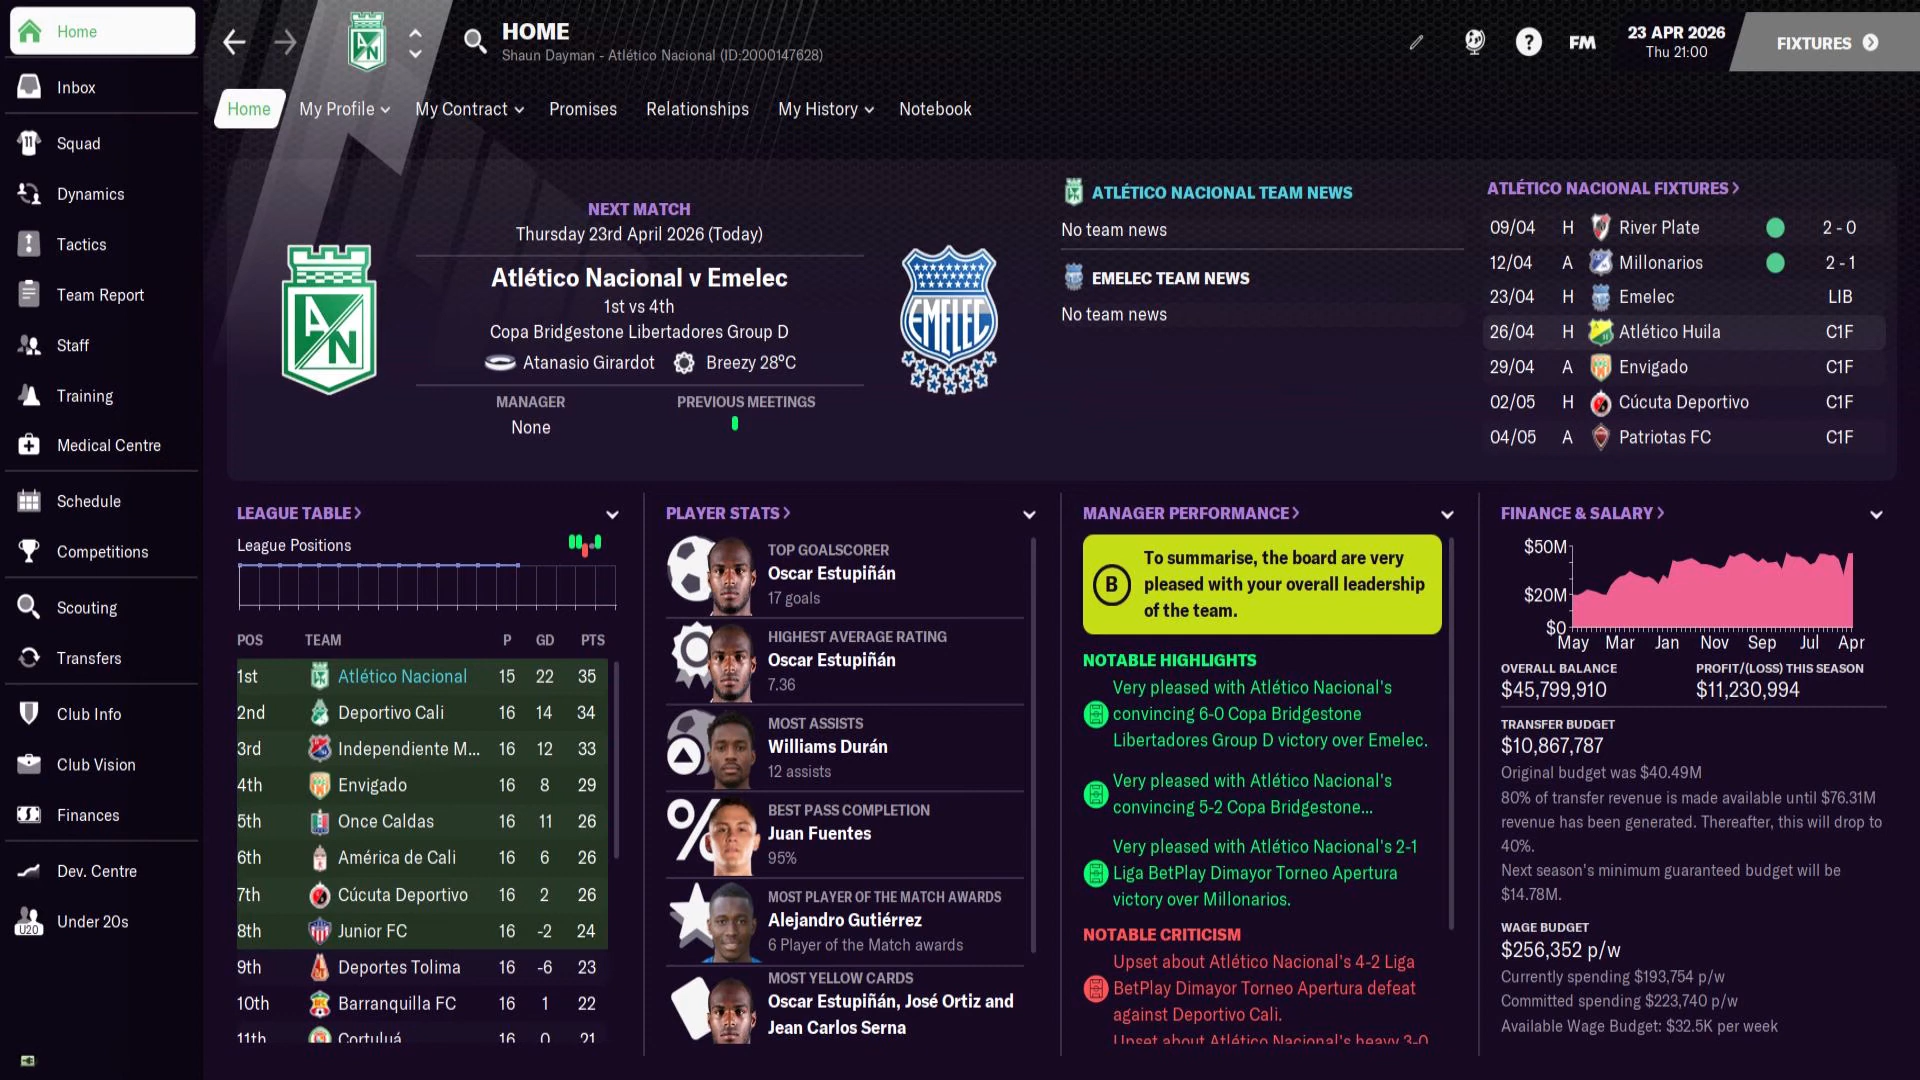 Home
Inbox
Squad
Dynamics
Tactics
Team Report
Staff
Training
Medical Centre
Schedule
Competitions
Scouting
Transfers
Club Info
Club Vision
Finances
Dev. Centre
U20
Under 20s
HOME
Shaun Dayman - Atlético Nacional (ID:2000147628)
?
FM
23 APR 2026
Thu 21:00
FIXTURES
Home
My Profile
My Contract
Promises
Relationships
My History
Notebook
NEXT MATCH
Thursday 23rd April 2026 (Today)
Atlético Nacional v Emelec
1st vs 4th
Copa Bridgestone Libertadores Group D
Atanasio Girardot
Breezy 28°C
MANAGER
None
PREVIOUS MEETINGS
AN
EMELEC
ATLÉTICO NACIONAL TEAM NEWS
No team news
EMELEC TEAM NEWS
No team news
ATLÉTICO NACIONAL FIXTURES
09/04 H River Plate 2 - 0
12/04 A Millonarios 2 - 1
23/04 H Emelec LIB
26/04 H Atlético Huila C1F
29/04 A Envigado C1F
02/05 H Cúcuta Deportivo C1F
04/05 A Patriotas FC C1F
LEAGUE TABLE
League Positions
POS TEAM P GD PTS
1st Atlético Nacional 15 22 35
2nd Deportivo Cali 16 14 34
3rd Independiente M... 16 12 33
4th Envigado 16 8 29
5th Once Caldas 16 11 26
6th América de Cali 16 6 26
7th Cúcuta Deportivo 16 2 26
8th Junior FC 16 -2 24
9th Deportes Tolima 16 -6 23
10th Barranquilla FC 16 1 22
11th Cortuluá 16 0 21
PLAYER STATS
TOP GOALSCORER
Oscar Estupiñán
17 goals
HIGHEST AVERAGE RATING
Oscar Estupiñán
7.36
MOST ASSISTS
Williams Durán
12 assists
BEST PASS COMPLETION
Juan Fuentes
95%
MOST PLAYER OF THE MATCH AWARDS
Alejandro Gutiérrez
6 Player of the Match awards
MOST YELLOW CARDS
Oscar Estupiñán, José Ortiz and
Jean Carlos Serna
MANAGER PERFORMANCE
B
To summarise, the board are very
pleased with your overall leadership
of the team.
NOTABLE HIGHLIGHTS
Very pleased with Atlético Nacional's
convincing 6-0 Copa Bridgestone
Libertadores Group D victory over Emelec.
Very pleased with Atlético Nacional's
convincing 5-2 Copa Bridgestone...
Very pleased with Atlético Nacional's 2-1
Liga BetPlay Dimayor Torneo Apertura
victory over Millonarios.
NOTABLE CRITICISM
Upset about Atlético Nacional's 4-2 Liga
BetPlay Dimayor Torneo Apertura defeat
against Deportivo Cali.
Upset about Atlético Nacional's heavy 3-0
FINANCE & SALARY
$50M
$20M
$0
May Mar Jan Nov Sep Jul Apr
OVERALL BALANCE
$45,799,910
PROFIT/(LOSS) THIS SEASON
$11,230,994
TRANSFER BUDGET
$10,867,787
Original budget was $40.49M
80% of transfer revenue is made available until $76.31M
revenue has been generated. Thereafter, this will drop to
40%.
Next season's minimum guaranteed budget will be
$14.78M.
WAGE BUDGET
$256,352 p/w
Currently spending $193,754 p/w
Committed spending $223,740 p/w
Available Wage Budget: $32.5K per week